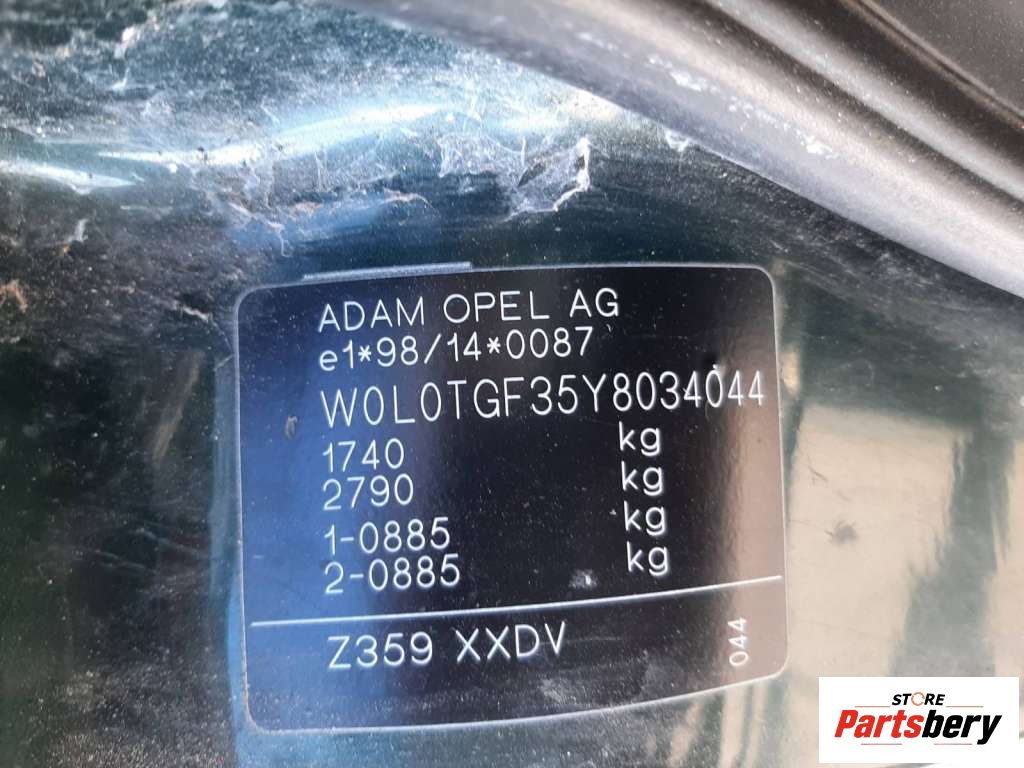 ADAM OPEL AG
e1*98/14*0087
W0L0TGF35Y8034044
1740 kg
2790 kg
1-0885 kg
2-0885 kg
Z359 XXDV
044
STORE
Partsbery